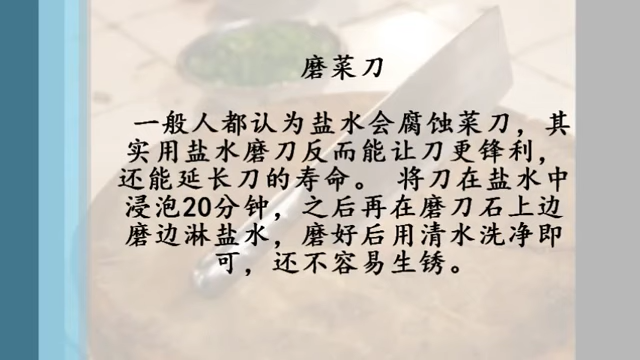 磨菜刀
一般人都认为盐水会腐蚀菜刀，其
实用盐水磨刀反而能让刀更锋利，
还能延长刀的寿命。 将刀在盐水中
浸泡20分钟，之后再在磨刀石上边
磨边淋盐水，磨好后用清水洗净即
可，还不容易生锈。